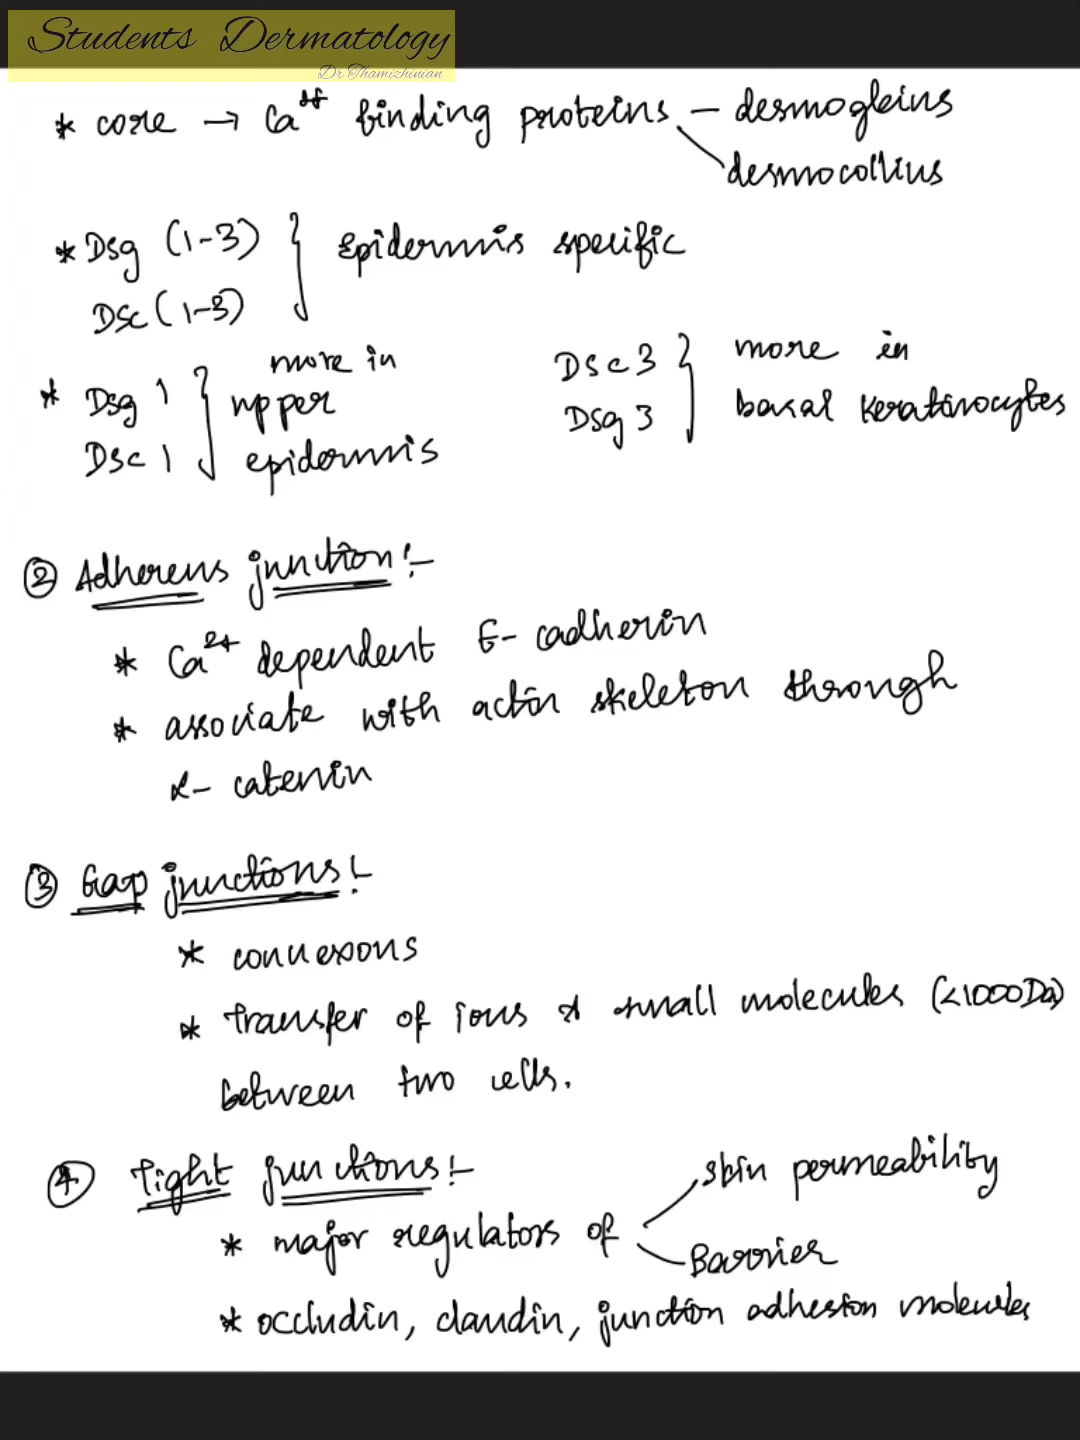 Students Dermatology
Dr Thamizhinian
* core → Ca²⁺ binding proteins – desmogleins
desmocollins
* Dsg (1-3) } Epidermis specific
Dsc (1-3)
* Dsg 1 } more in
Dsc 1 upper
epidermis
Dsc 3 } more in
Dsg 3 basal keratinocytes
② Adherens junction :-
* Ca²⁺ dependent E- cadherin
* associate with actin skeleton through
α- catenin
③ Gap junctions :-
* connexons
* Transfer of ions & small molecules (<1000Da)
between two cells.
④ Tight junctions :-
* major regulators of skin permeability
Barrier
* occludin, claudin, junction adhesion molecules